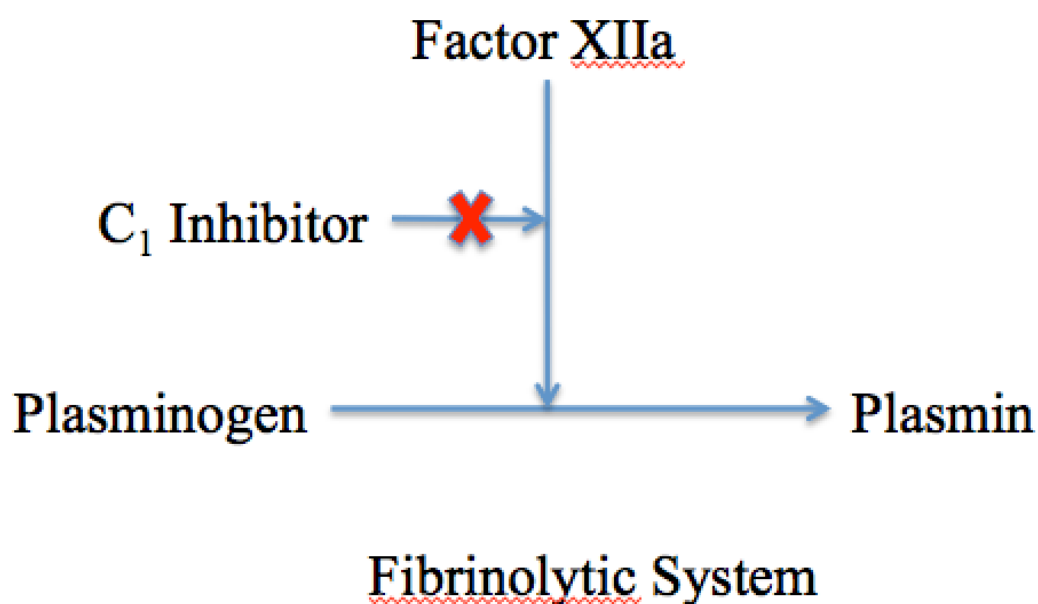 Factor XIIa
C₁ Inhibitor
Plasminogen
Plasmin
Fibrinolytic System